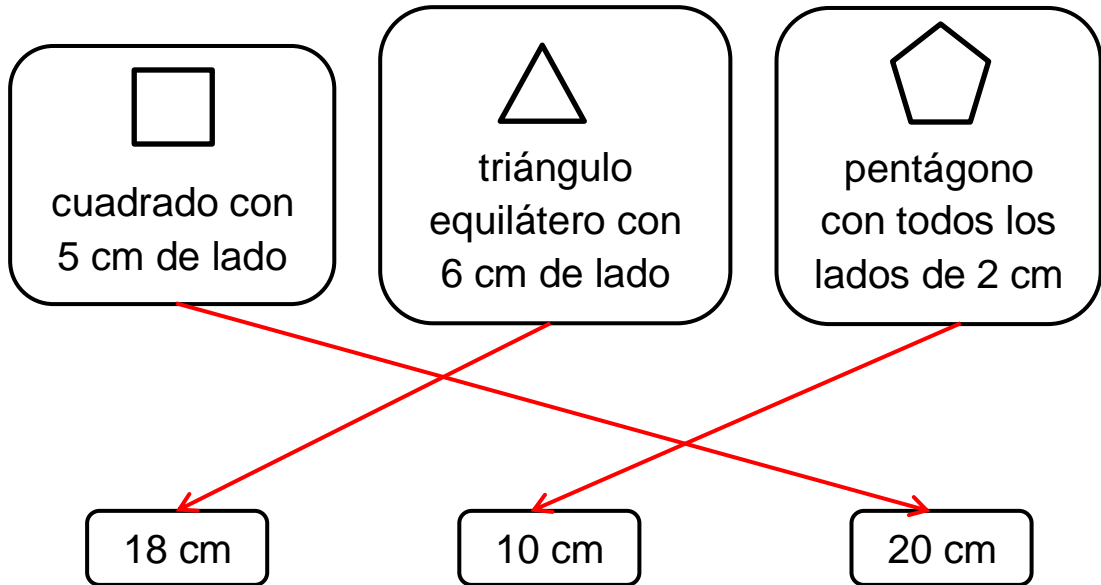 cuadrado con
5 cm de lado
triángulo
equilátero con
6 cm de lado
pentágono
con todos los
lados de 2 cm
18 cm
10 cm
20 cm